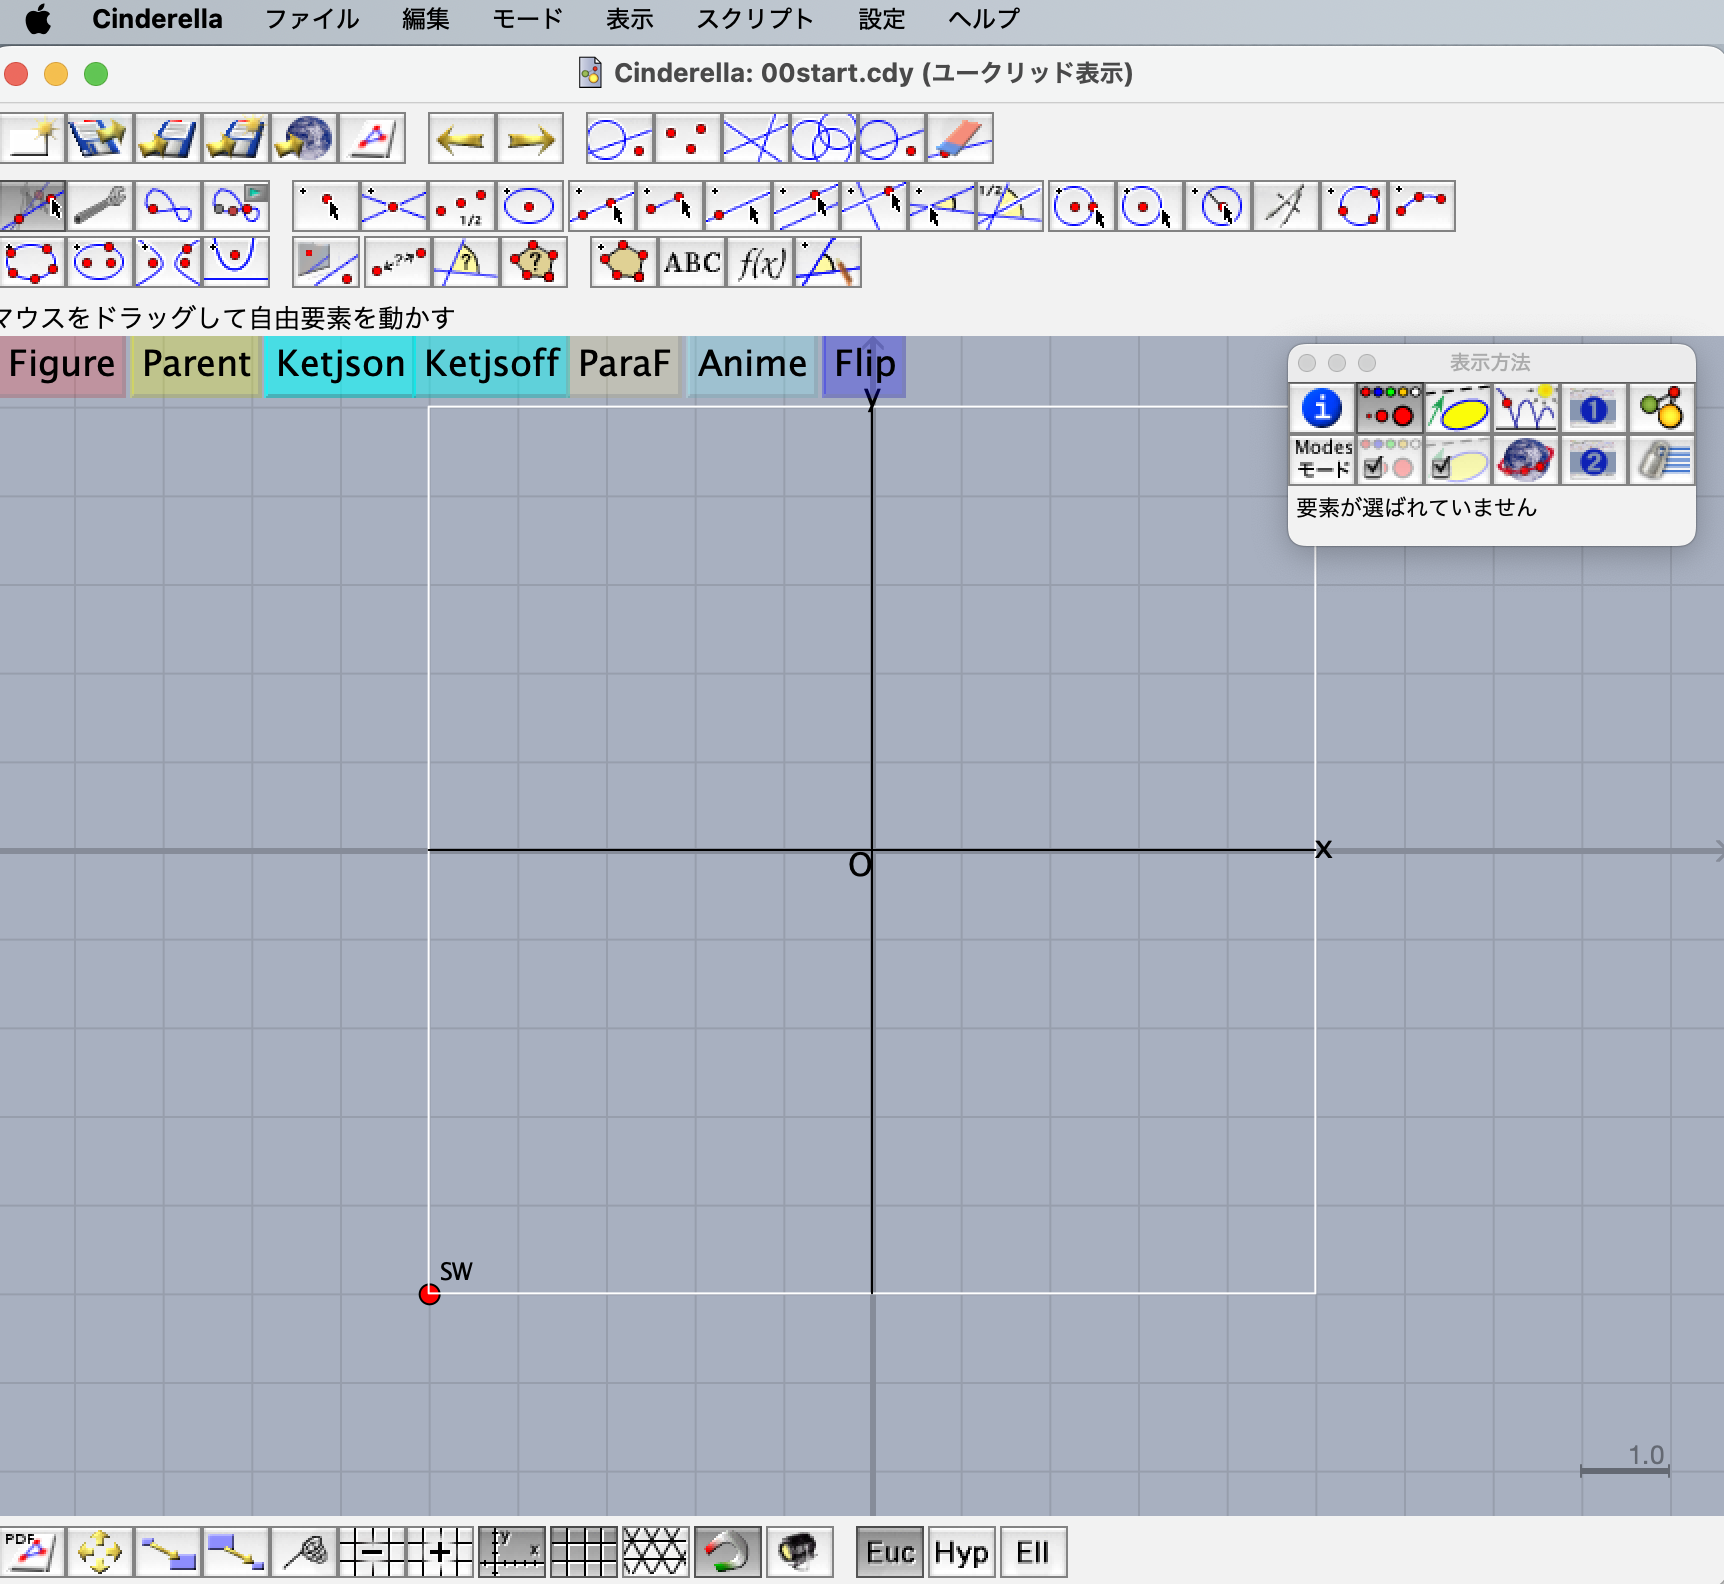 Cinderella ファイル 編集 モード 表示 スクリプト 設定 ヘルプ
Cinderella: 00start.cdy (ユークリッド表示)
1/2 1/2
? ? ? ABC f(x)
マウスをドラッグして自由要素を動かす
Figure Parent Ketjson Ketjsoff ParaF Anime Flip
表示方法
i 1
Modes
モード 2
要素が選ばれていません
y
x
O
SW
1.0
PDF y x Euc Hyp Ell